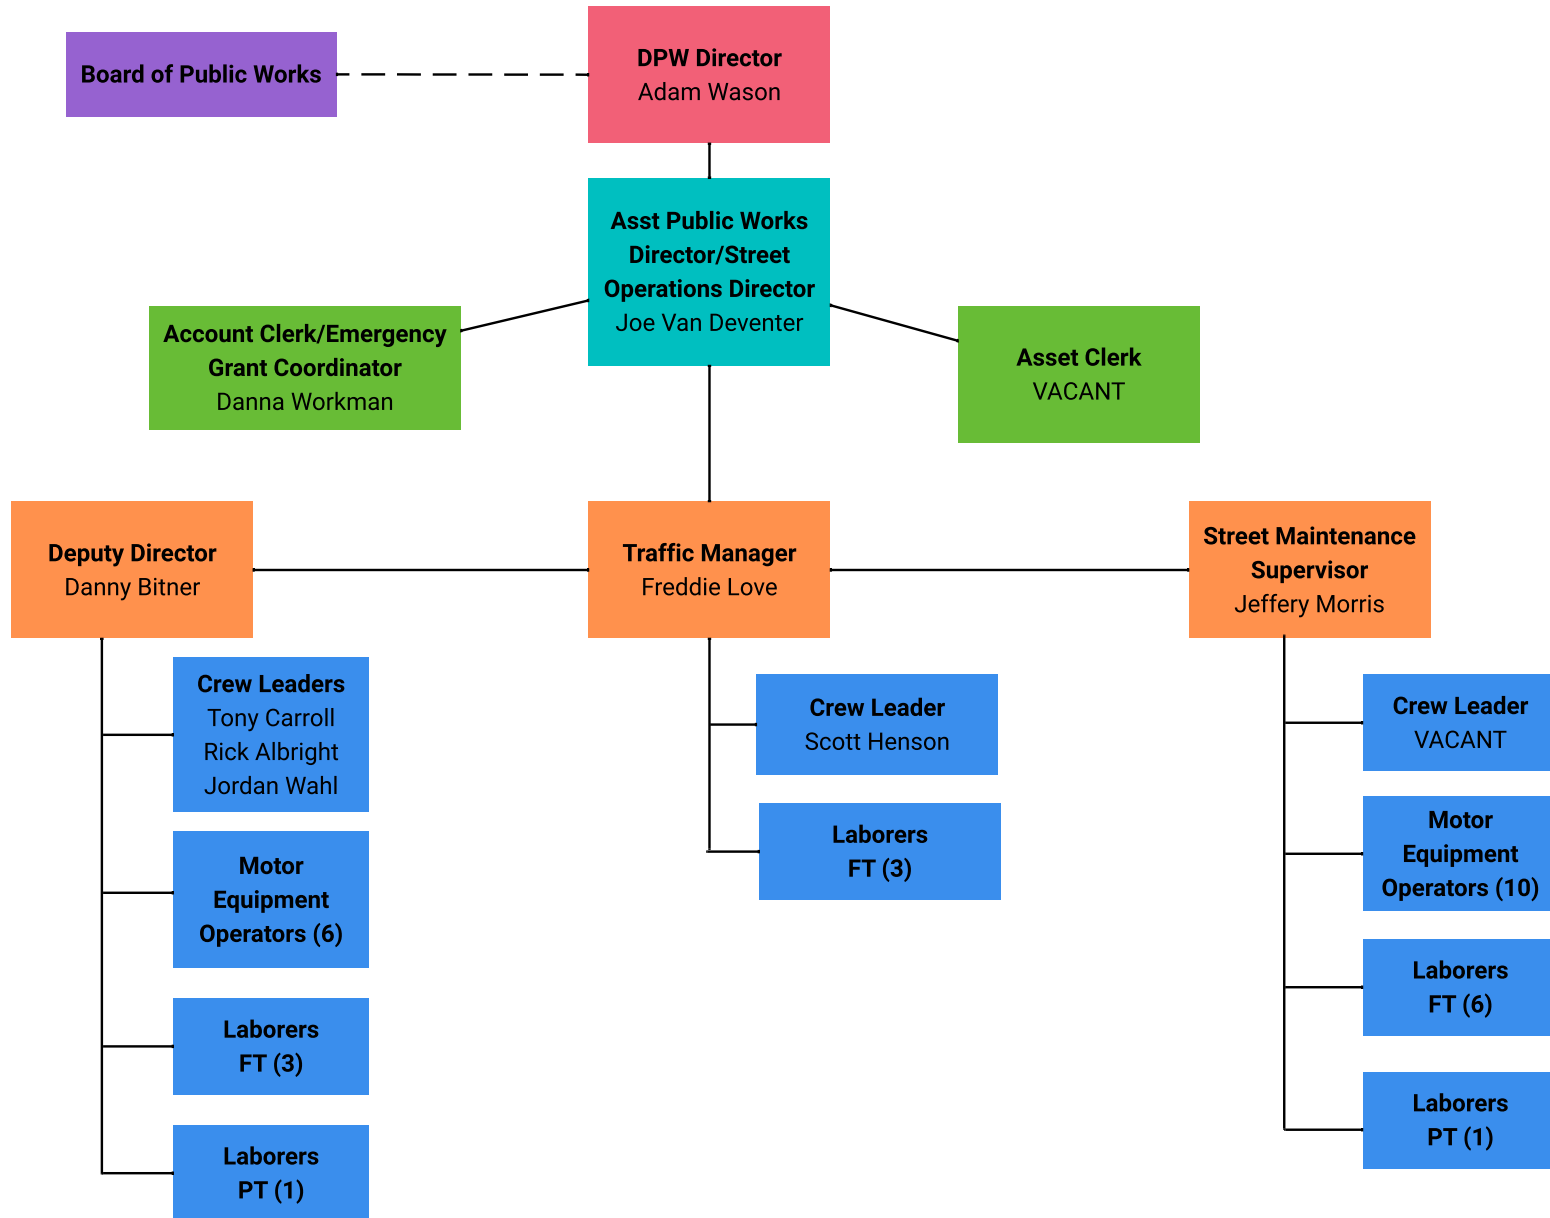 Board of Public Works
DPW Director
Adam Wason
Asst Public Works
Director/Street
Operations Director
Joe Van Deventer
Account Clerk/Emergency
Grant Coordinator
Danna Workman
Asset Clerk
VACANT
Deputy Director
Danny Bitner
Traffic Manager
Freddie Love
Street Maintenance
Supervisor
Jeffery Morris
Crew Leaders
Tony Carroll
Rick Albright
Jordan Wahl
Motor
Equipment
Operators (6)
Laborers
FT (3)
Laborers
PT (1)
Crew Leader
Scott Henson
Laborers
FT (3)
Crew Leader
VACANT
Motor
Equipment
Operators (10)
Laborers
FT (6)
Laborers
PT (1)